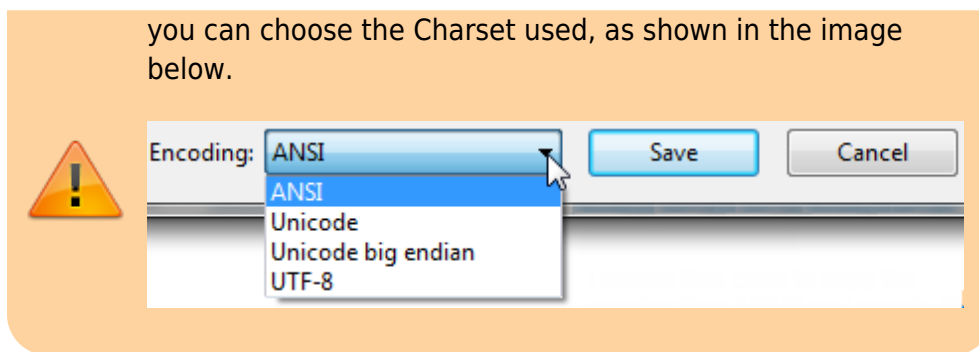 you can choose the Charset used, as shown in the image
below.
Encoding: ANSI Save Cancel
ANSI
Unicode
Unicode big endian
UTF-8